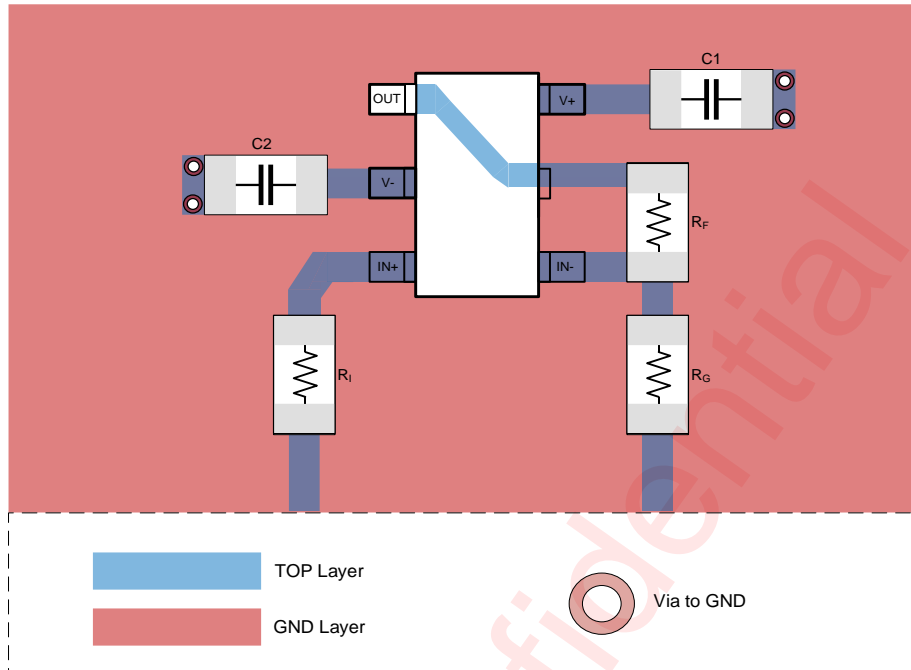 C1
OUT
V+
C2
V-
RF
IN+
IN-
RI
RG
TOP Layer
Via to GND
GND Layer
fidential